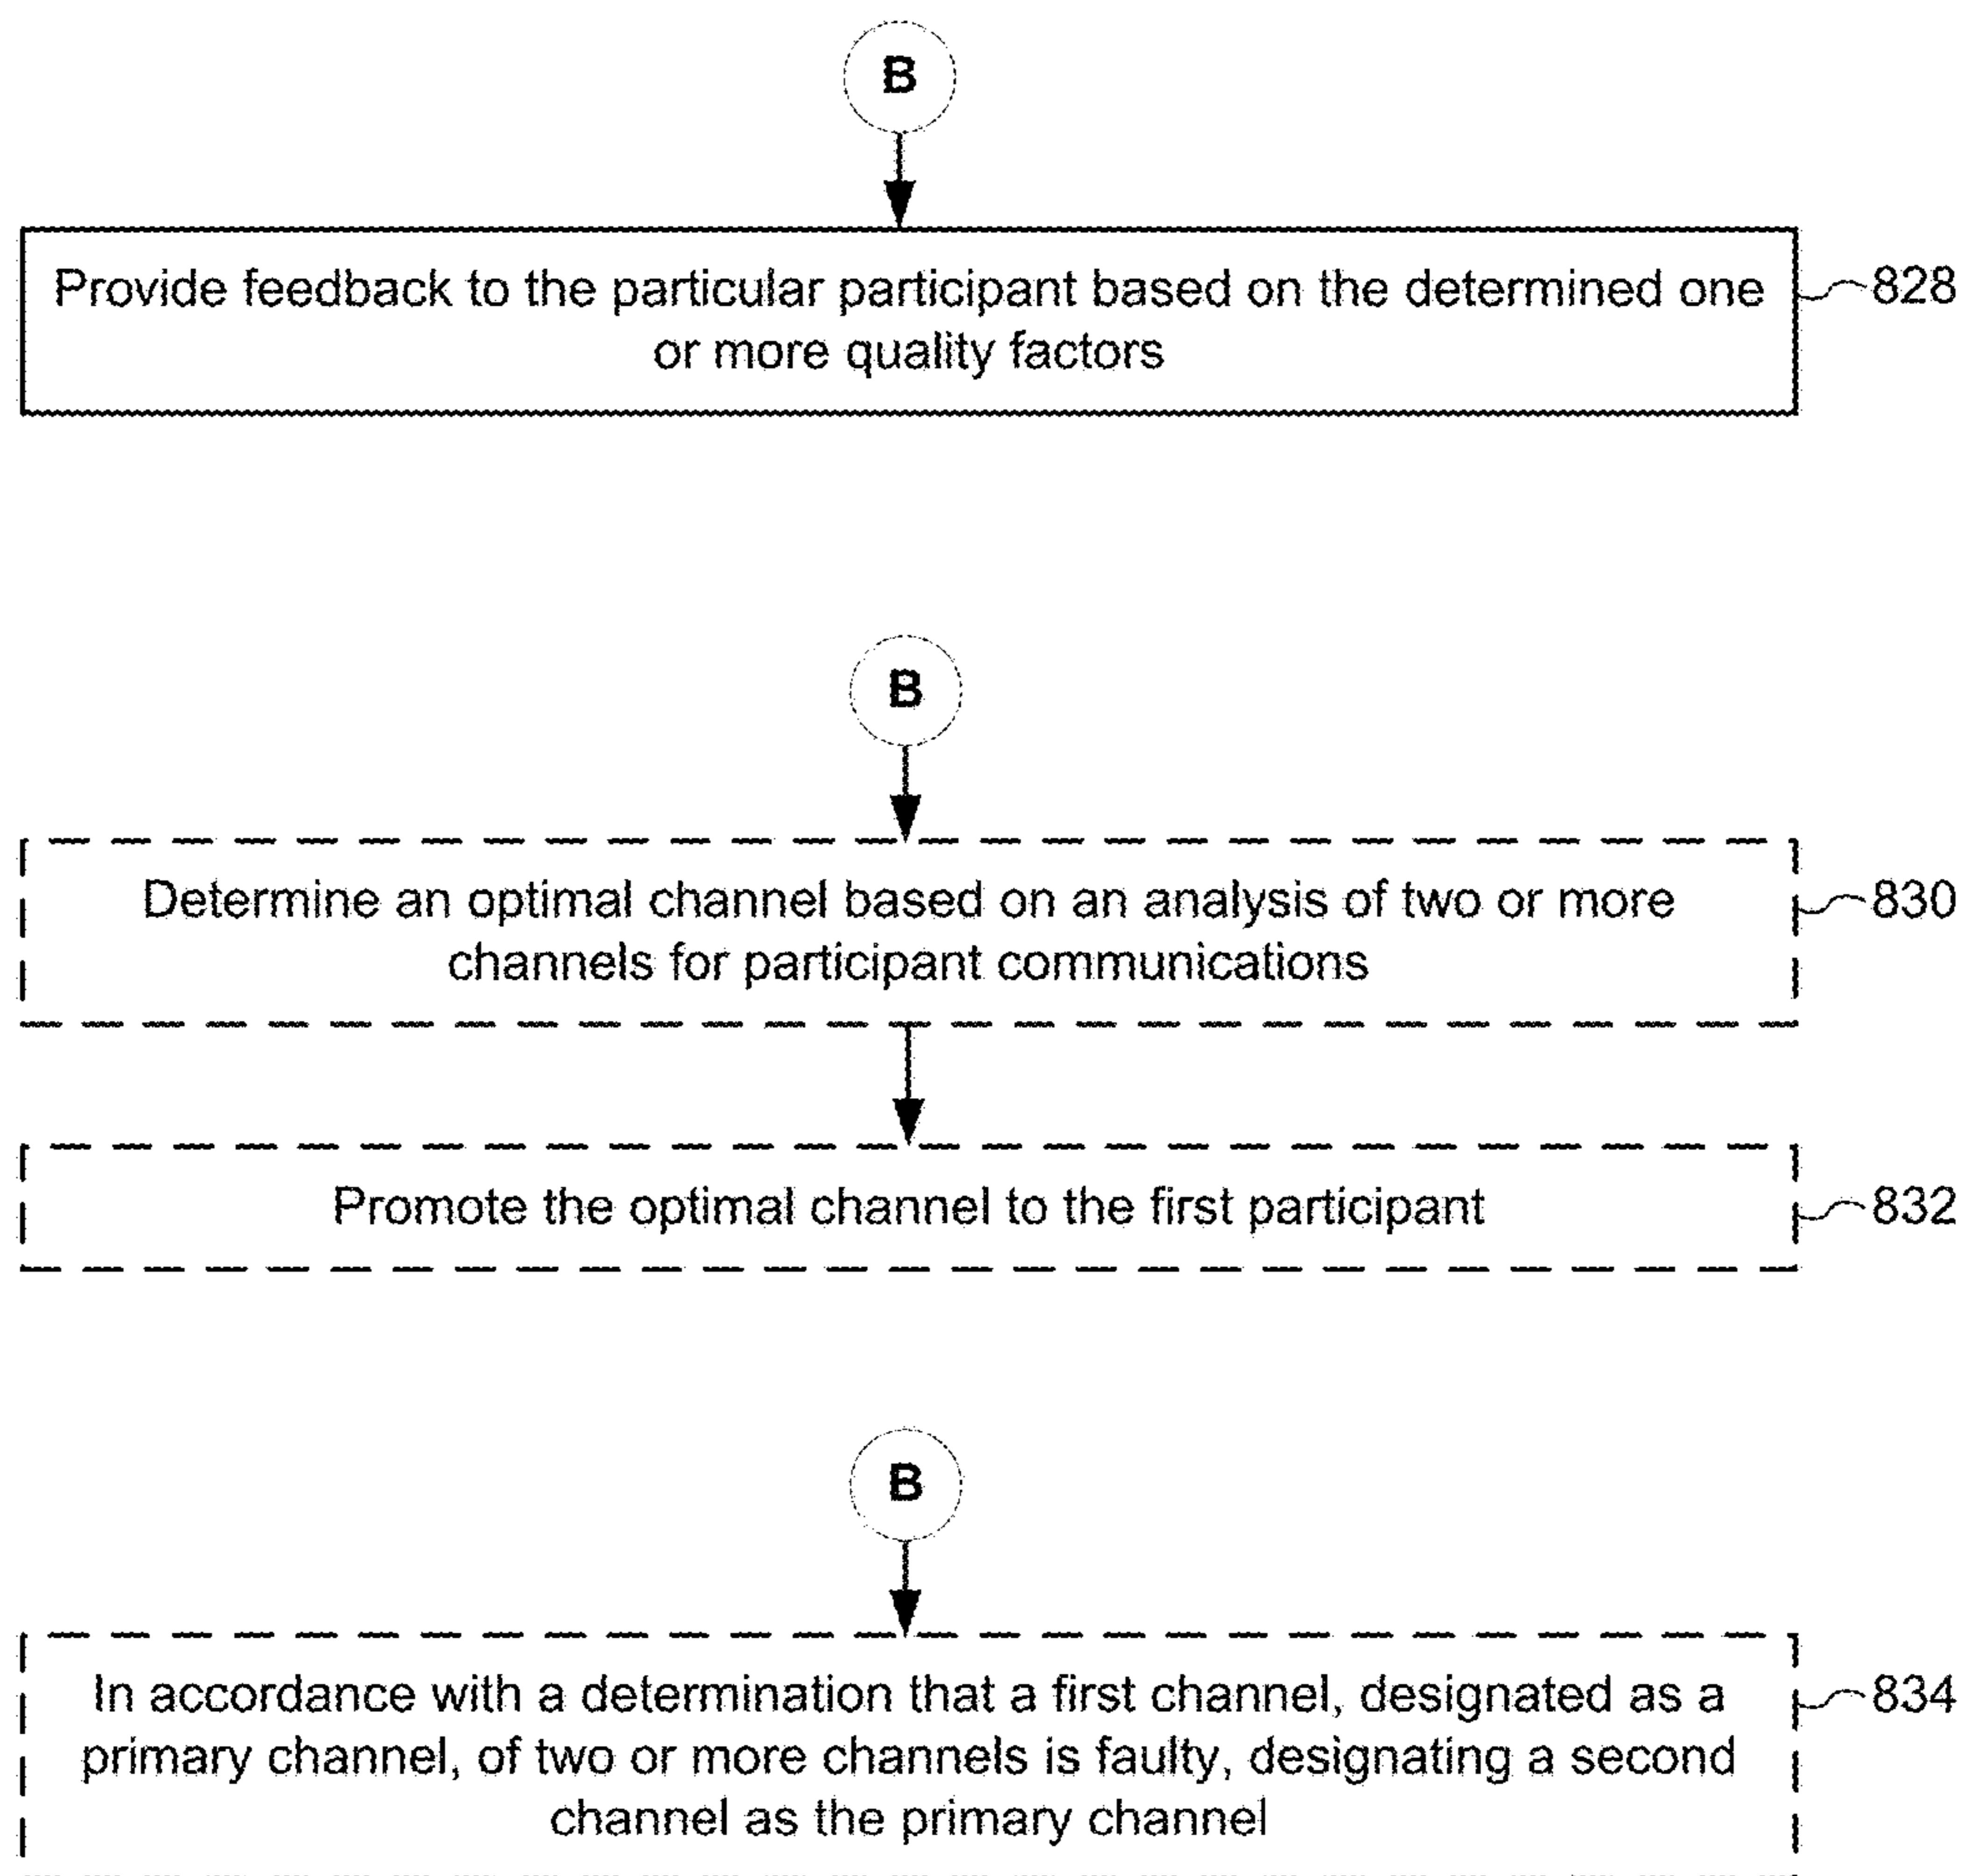 B
Provide feedback to the particular participant based on the determined one
or more quality factors
828
B
Determine an optimal channel based on an analysis of two or more
channels for participant communications
830
Promote the optimal channel to the first participant
832
B
In accordance with a determination that a first channel, designated as a
primary channel, of two or more channels is faulty, designating a second
channel as the primary channel
834